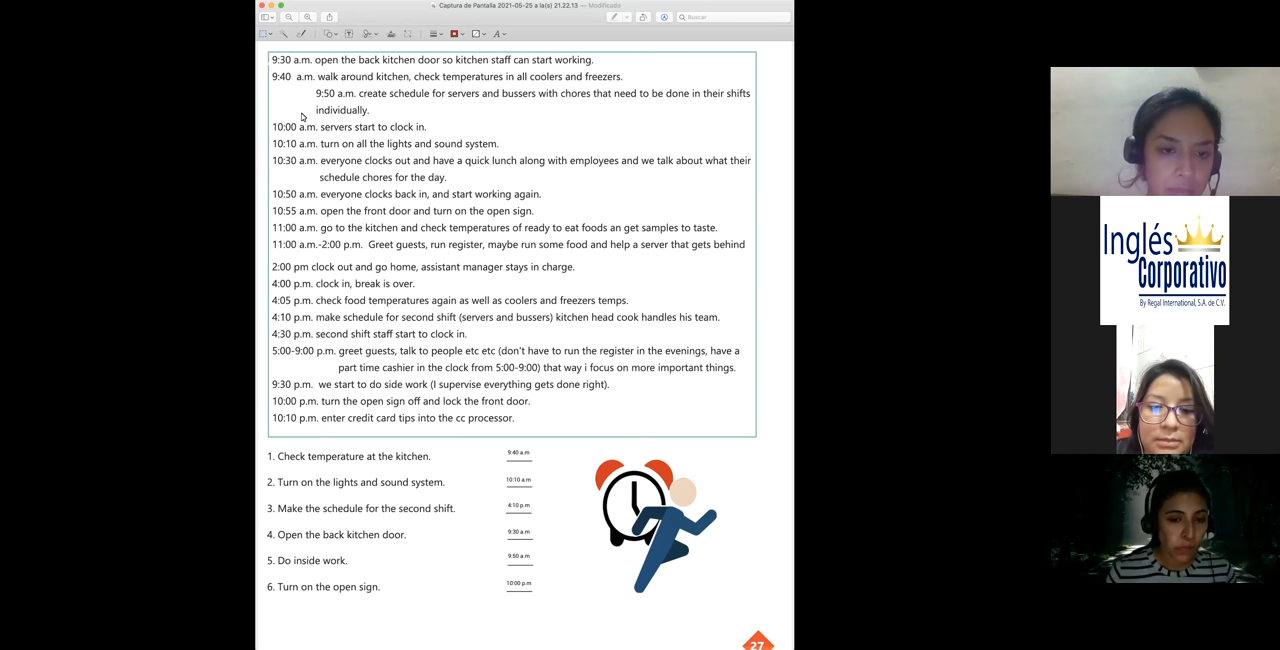 Captura de Pantalla 2021-05-25 a la(s) 21.22.13 — Modificado
Buscar
9:30 a.m. open the back kitchen door so kitchen staff can start working.
9:40 a.m. walk around kitchen, check temperatures in all coolers and freezers.
9:50 a.m. create schedule for servers and bussers with chores that need to be done in their shifts
individually.
10:00 a.m. servers start to clock in.
10:10 a.m. turn on all the lights and sound system.
10:30 a.m. everyone clocks out and have a quick lunch along with employees and we talk about what their
schedule chores for the day.
10:50 a.m. everyone clocks back in, and start working again.
10:55 a.m. open the front door and turn on the open sign.
11:00 a.m. go to the kitchen and check temperatures of ready to eat foods an get samples to taste.
11:00 a.m.-2:00 p.m. Greet guests, run register, maybe run some food and help a server that gets behind
2:00 pm clock out and go home, assistant manager stays in charge.
4:00 p.m. clock in, break is over.
4:05 p.m. check food temperatures again as well as coolers and freezers temps.
4:10 p.m. make schedule for second shift (servers and bussers) kitchen head cook handles his team.
4:30 p.m. second shift staff start to clock in.
5:00-9:00 p.m. greet guests, talk to people etc etc (don't have to run the register in the evenings, have a
part time cashier in the clock from 5:00-9:00) that way i focus on more important things.
9:30 p.m. we start to do side work (I supervise everything gets done right).
10:00 p.m. turn the open sign off and lock the front door.
10:10 p.m. enter credit card tips into the cc processor.
1. Check temperature at the kitchen. 9:40 a.m
2. Turn on the lights and sound system. 10:10 a.m
3. Make the schedule for the second shift. 4:10 p.m
4. Open the back kitchen door. 9:30 a.m
5. Do inside work. 9:50 a.m
6. Turn on the open sign. 10:00 p.m
27
Inglés
Corporativo
By Regal International, S.A. de C.V.